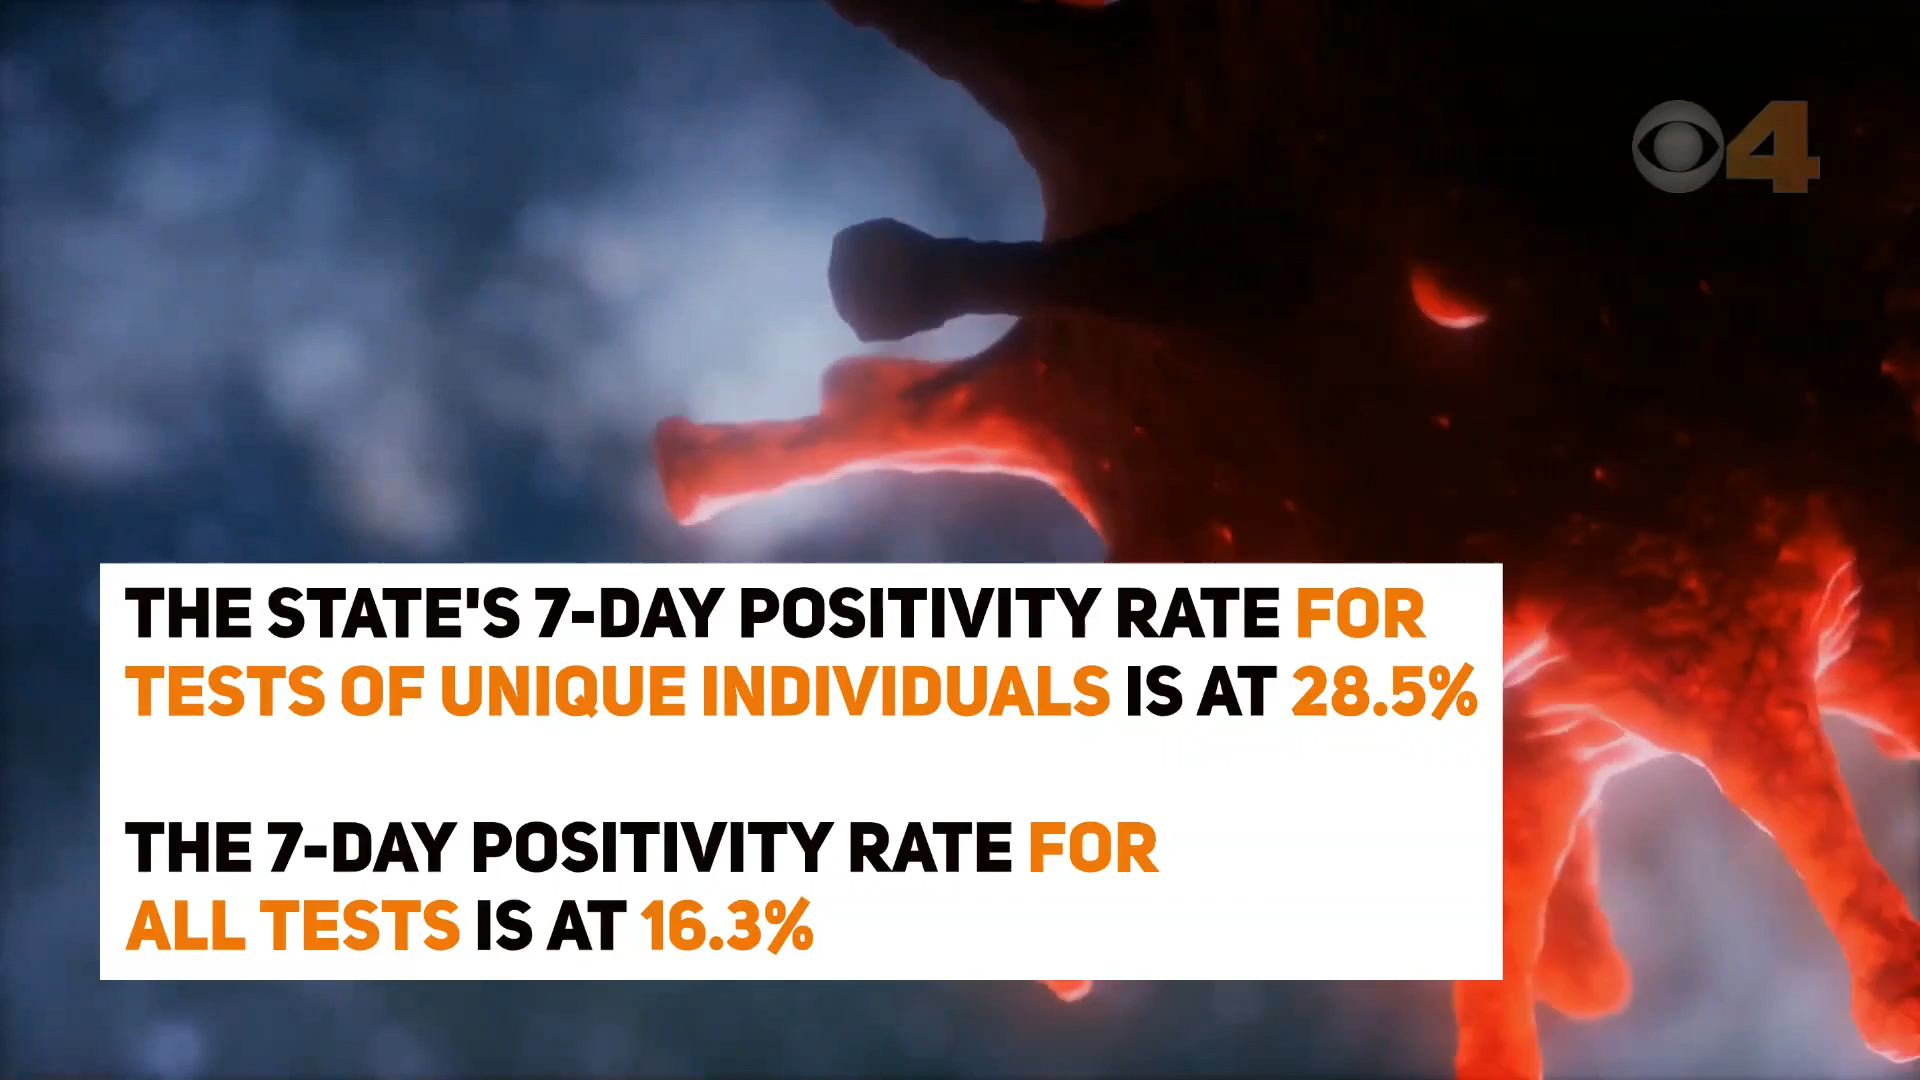 4
THE STATE'S 7-DAY POSITIVITY RATE FOR
TESTS OF UNIQUE INDIVIDUALS IS AT 28.5%
THE 7-DAY POSITIVITY RATE FOR
ALL TESTS IS AT 16.3%